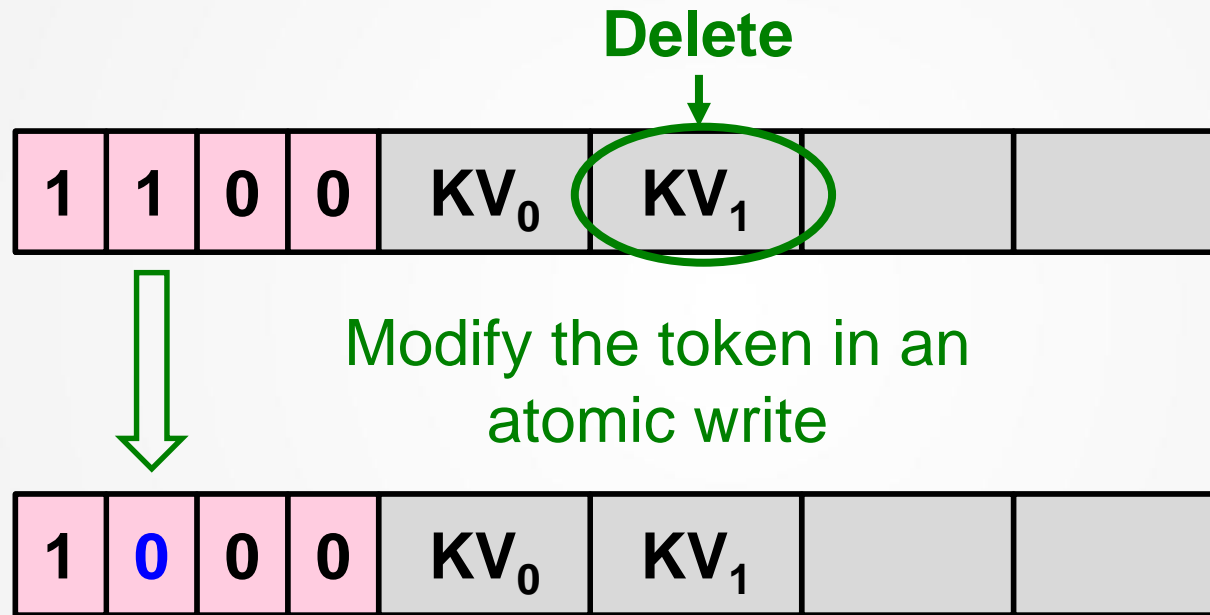 Delete
1 1 0 0 KV₀ KV₁
Modify the token in an
atomic write
1 0 0 0 KV₀ KV₁